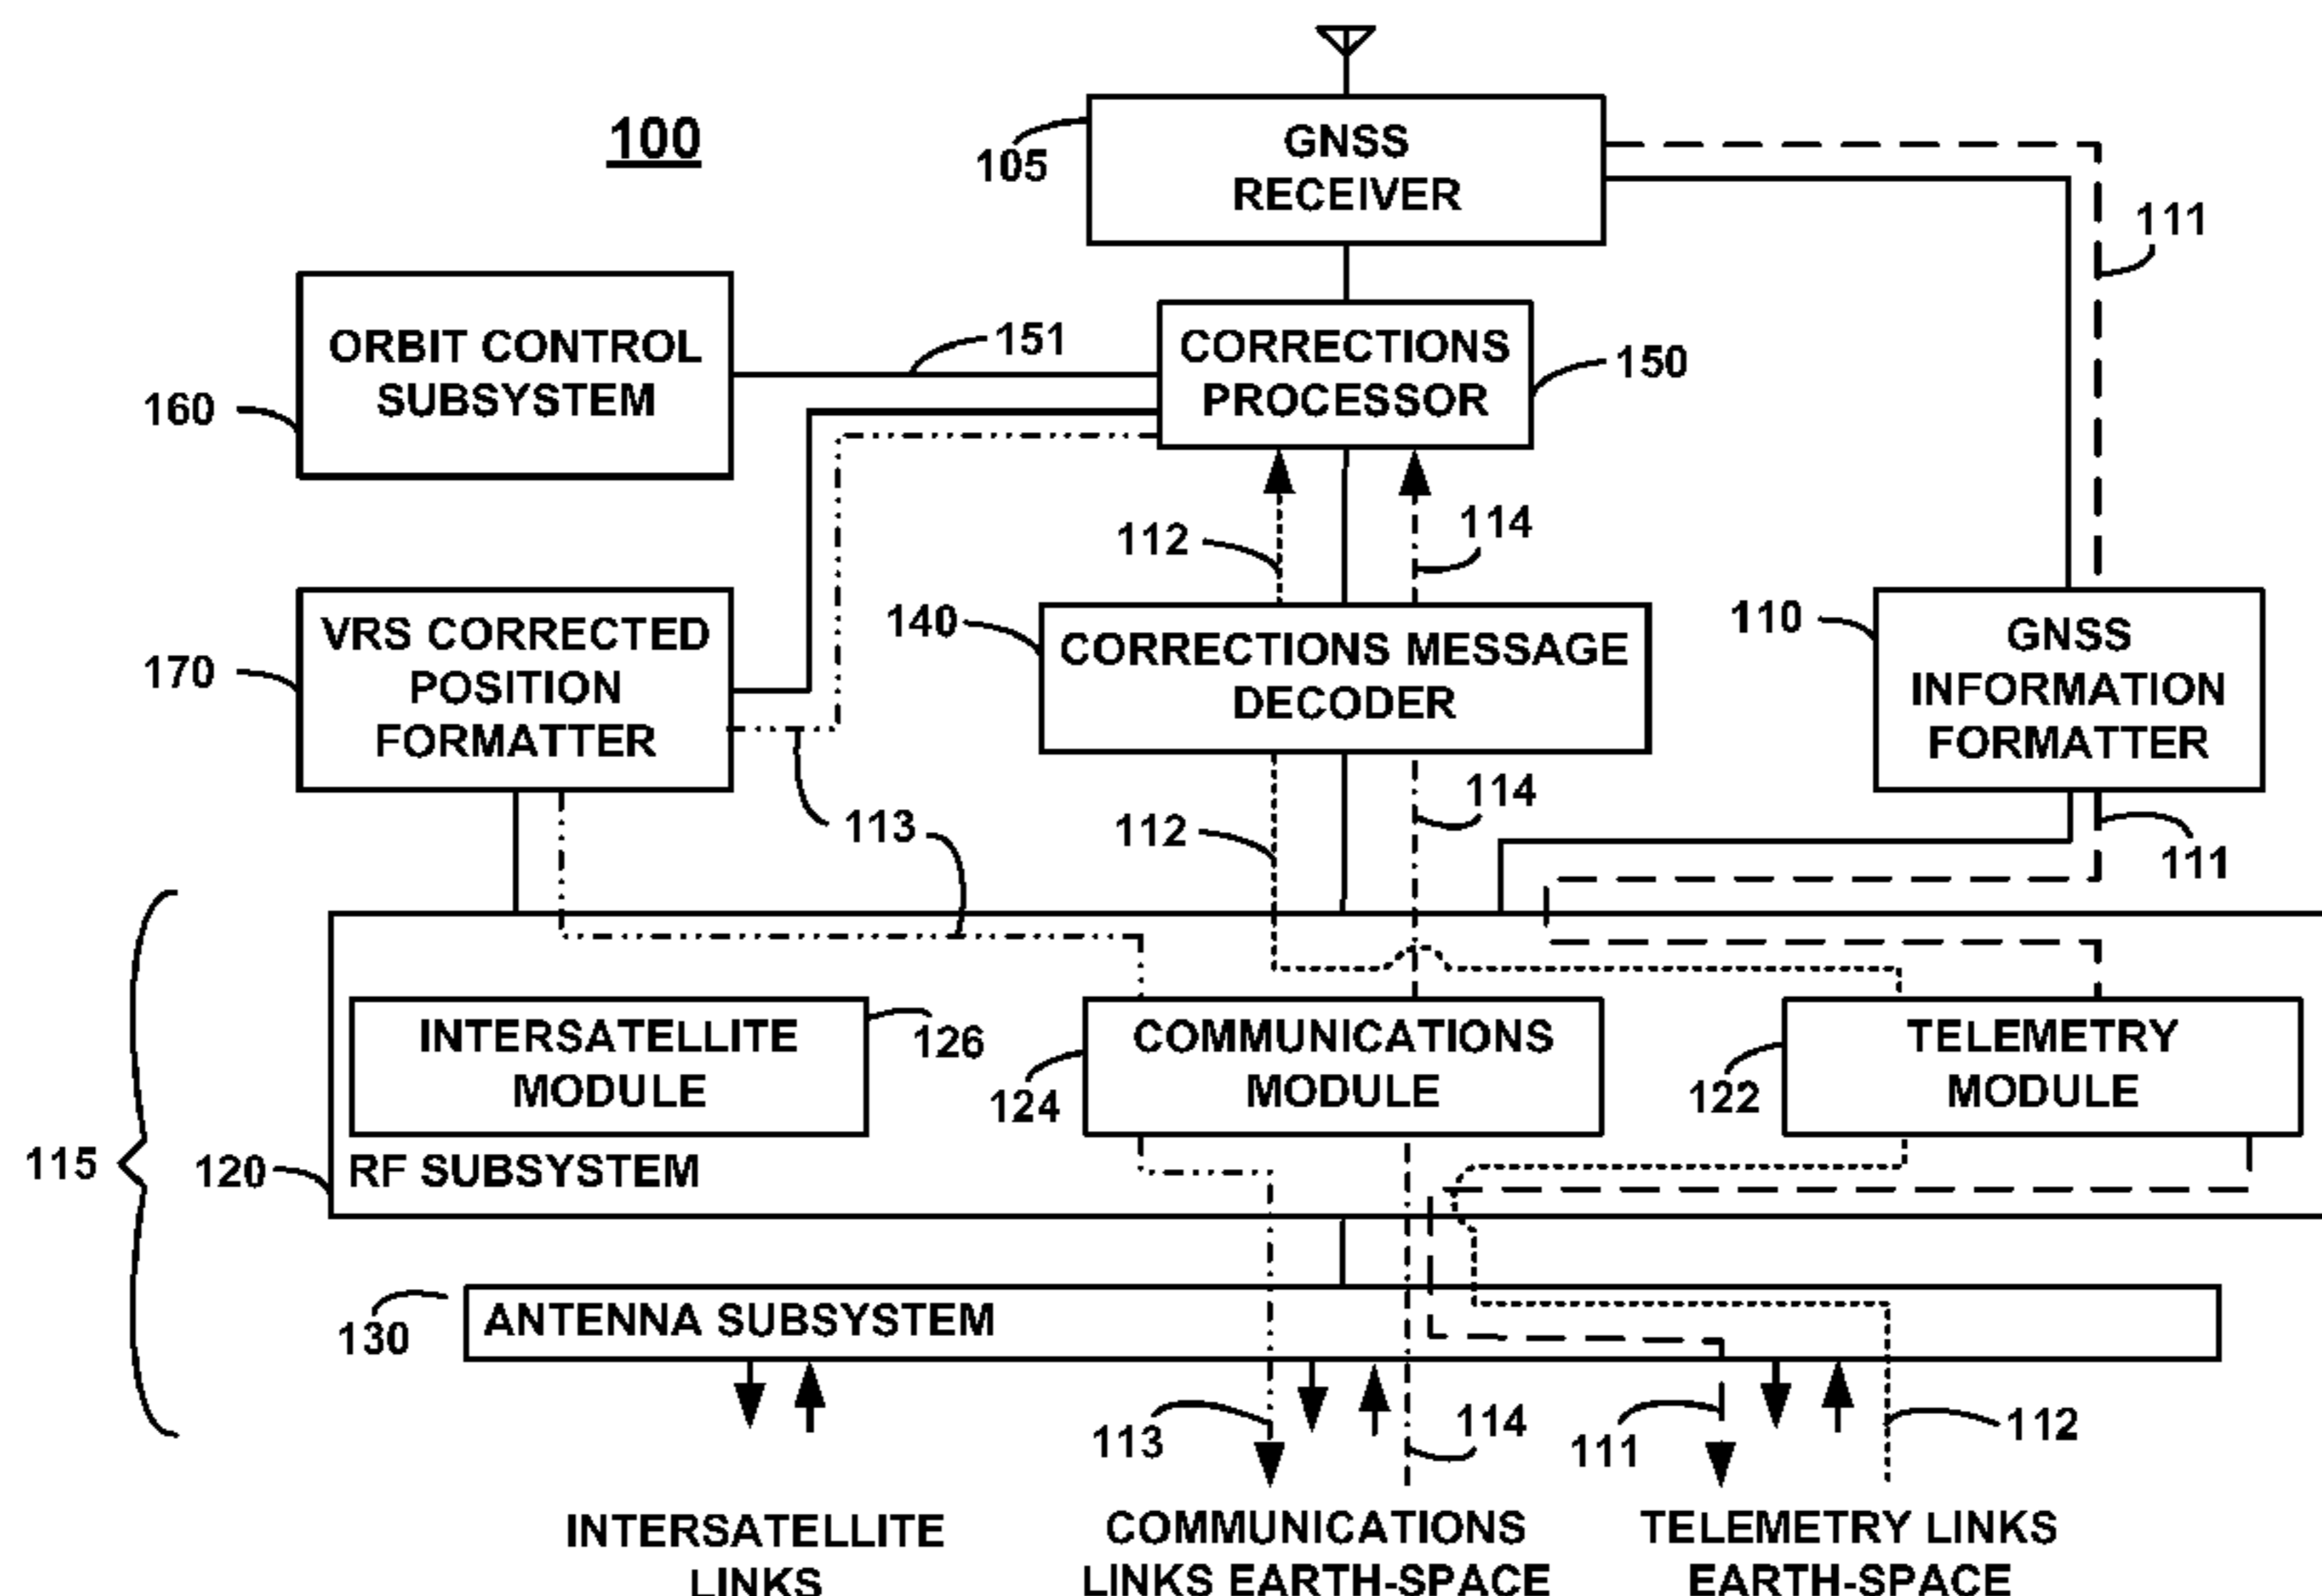 100
105
GNSS
RECEIVER
111
ORBIT CONTROL
SUBSYSTEM
160
151
CORRECTIONS
PROCESSOR
150
112
114
VRS CORRECTED
POSITION
FORMATTER
170
140
CORRECTIONS MESSAGE
DECODER
110
GNSS
INFORMATION
FORMATTER
113
112
114
111
INTERSATELLITE
MODULE
126
COMMUNICATIONS
MODULE
124
TELEMETRY
MODULE
122
115
120
RF SUBSYSTEM
130
ANTENNA SUBSYSTEM
113
114
111
112
INTERSATELLITE
LINKS
COMMUNICATIONS
LINKS EARTH-SPACE
TELEMETRY LINKS
EARTH-SPACE